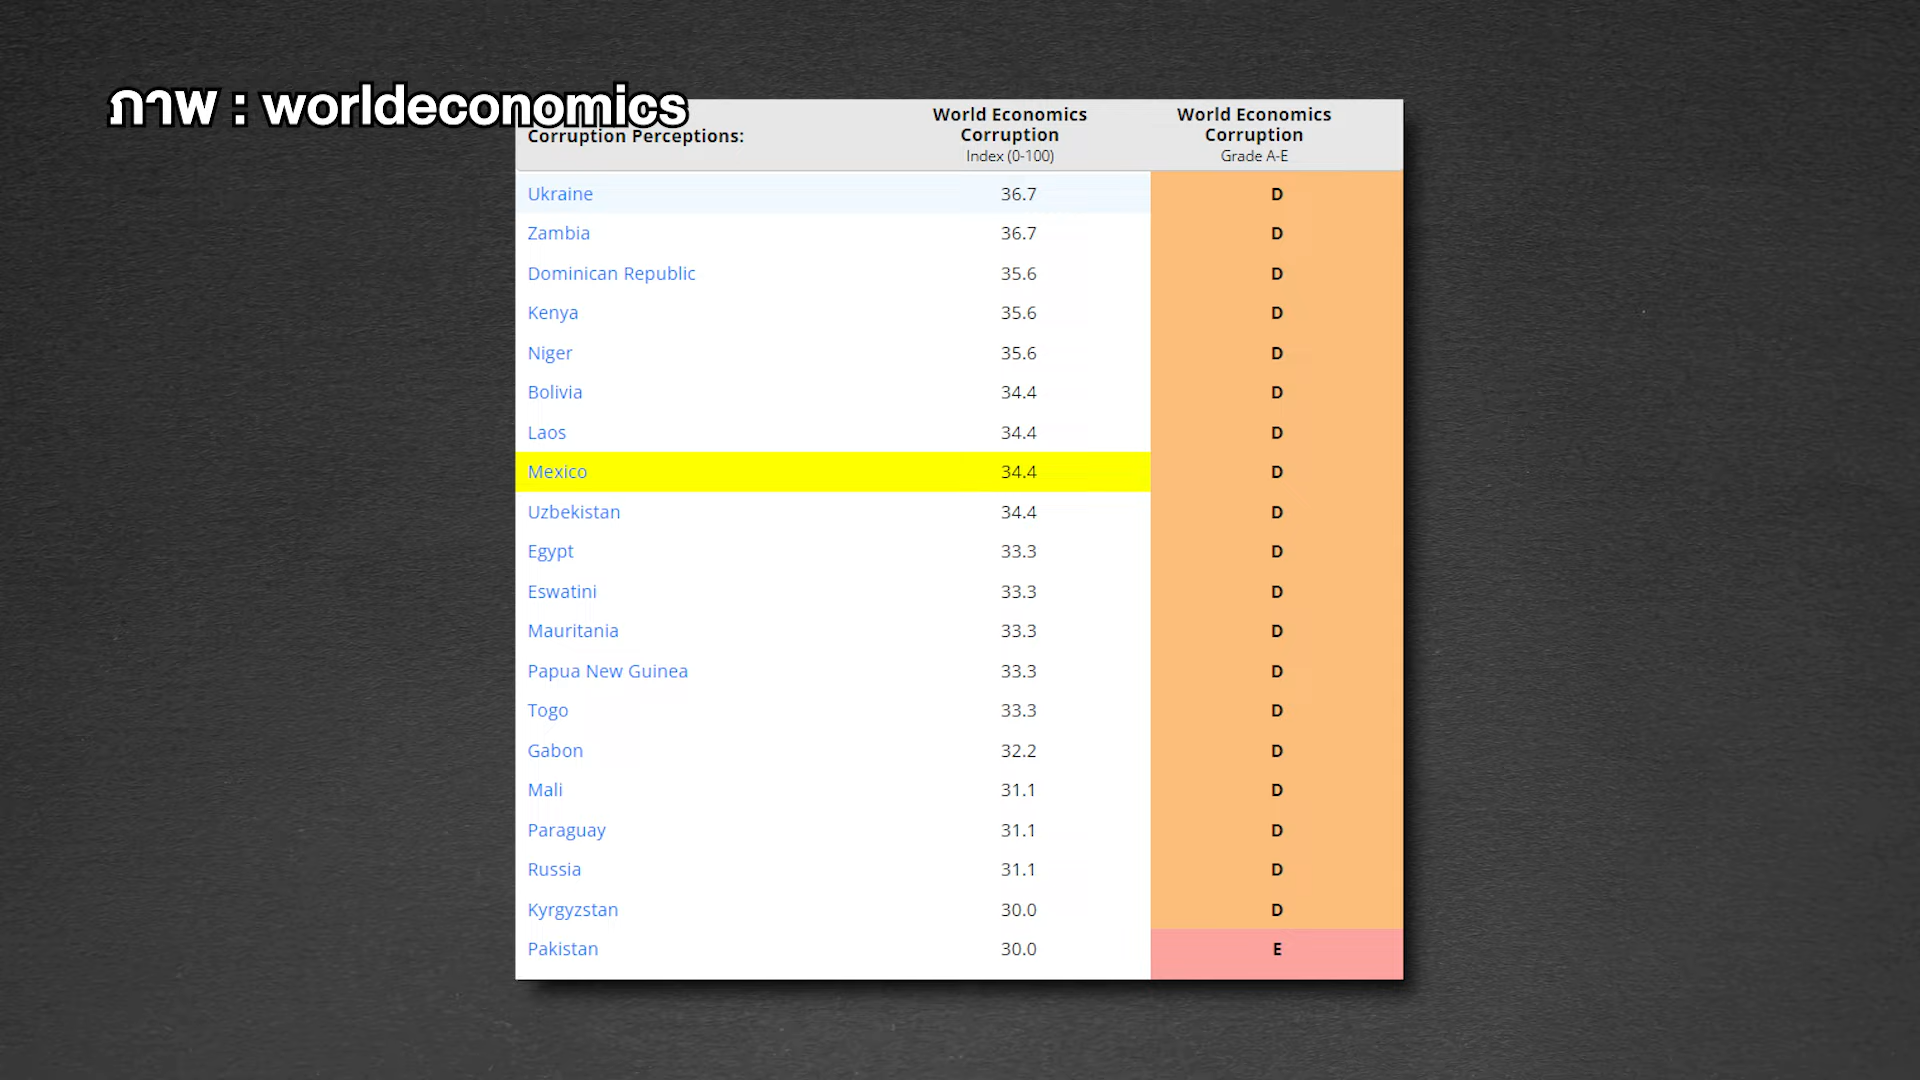 ภาพ : worldeconomics
Corruption Perceptions: World Economics Corruption Index (0-100) World Economics Corruption Grade A-E
Ukraine 36.7 D
Zambia 36.7 D
Dominican Republic 35.6 D
Kenya 35.6 D
Niger 35.6 D
Bolivia 34.4 D
Laos 34.4 D
Mexico 34.4 D
Uzbekistan 34.4 D
Egypt 33.3 D
Eswatini 33.3 D
Mauritania 33.3 D
Papua New Guinea 33.3 D
Togo 33.3 D
Gabon 32.2 D
Mali 31.1 D
Paraguay 31.1 D
Russia 31.1 D
Kyrgyzstan 30.0 D
Pakistan 30.0 E